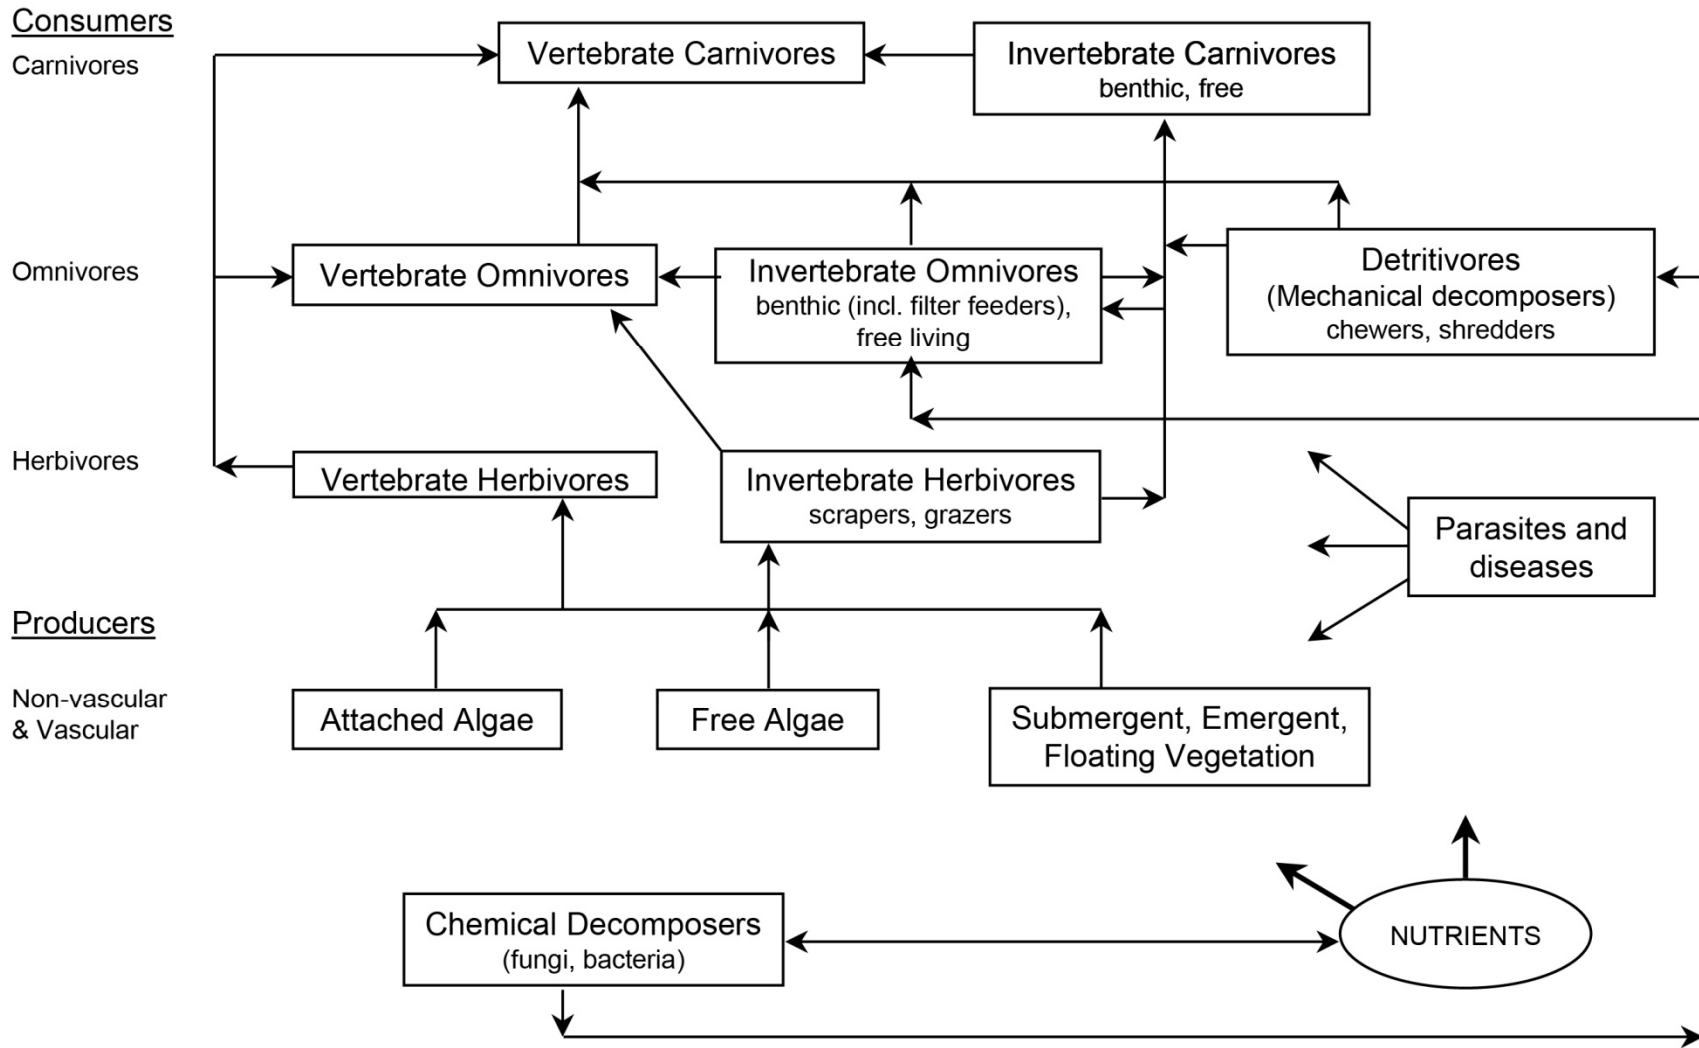 Consumers
Carnivores
Vertebrate Carnivores
Invertebrate Carnivores
benthic, free
Omnivores
Vertebrate Omnivores
Invertebrate Omnivores
benthic (incl. filter feeders),
free living
Detritivores
(Mechanical decomposers)
chewers, shredders
Herbivores
Vertebrate Herbivores
Invertebrate Herbivores
scrapers, grazers
Parasites and
diseases
Producers
Non-vascular
& Vascular
Attached Algae
Free Algae
Submergent, Emergent,
Floating Vegetation
Chemical Decomposers
(fungi, bacteria)
NUTRIENTS